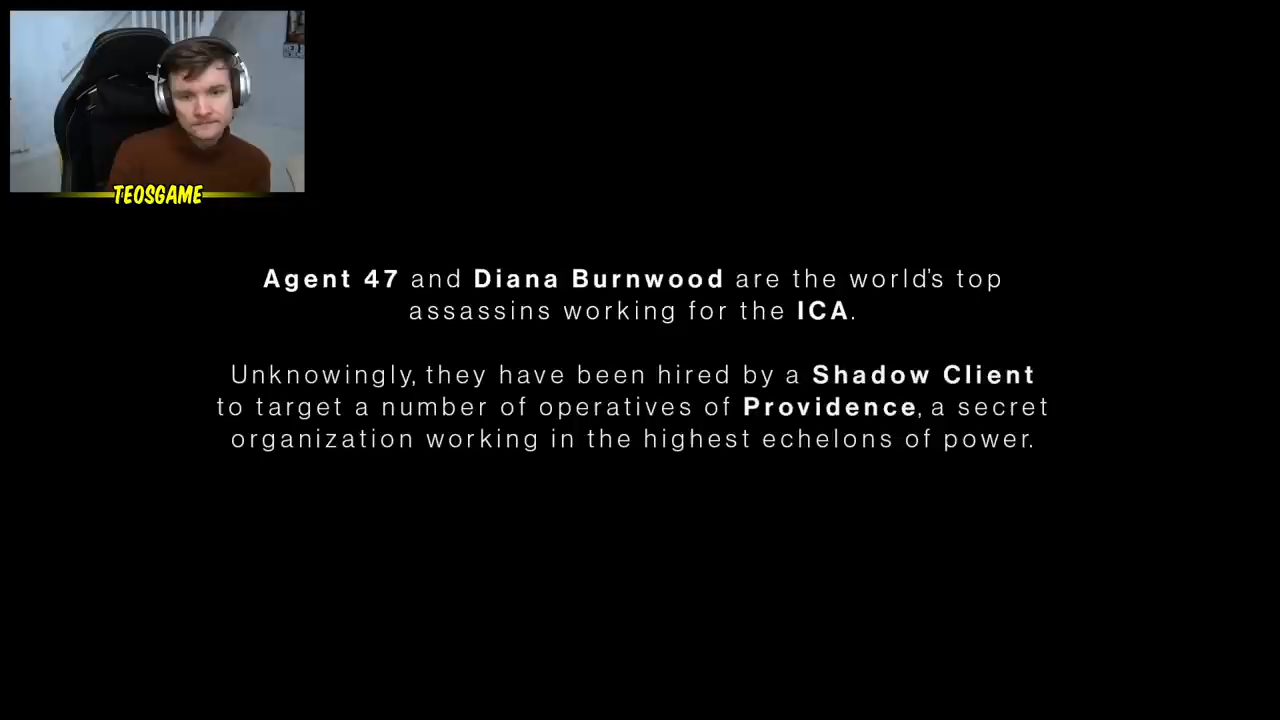 TEOSGAME
Agent 47 and Diana Burnwood are the world's top
assassins working for the ICA.
Unknowingly, they have been hired by a Shadow Client
to target a number of operatives of Providence, a secret
organization working in the highest echelons of power.